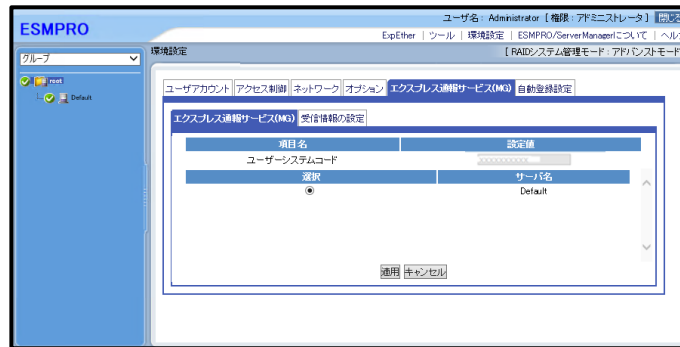 ユーザ名: Administrator [ 権限 : アドミニストレータ ] 閉じる
ESMPRO
ExpEther | ツール | 環境設定 | ESMPRO/ServerManagerについて | ヘル
グループ
環境設定
[ RAIDシステム管理モード : アドバンストモード
root
Default
ユーザアカウント アクセス制御 ネットワーク オプション エクスプレス通報サービス(MG) 自動登録設定
エクスプレス通報サービス(MG) 受信情報の設定
項目名 設定値
ユーザーシステムコード xxxxxxxxxx
選択 サーバ名
Default
適用 キャンセル